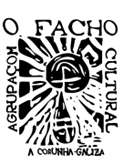 O FACHO
AGRUPACOM
CULTURAL
A CORUNHA-GALIZA